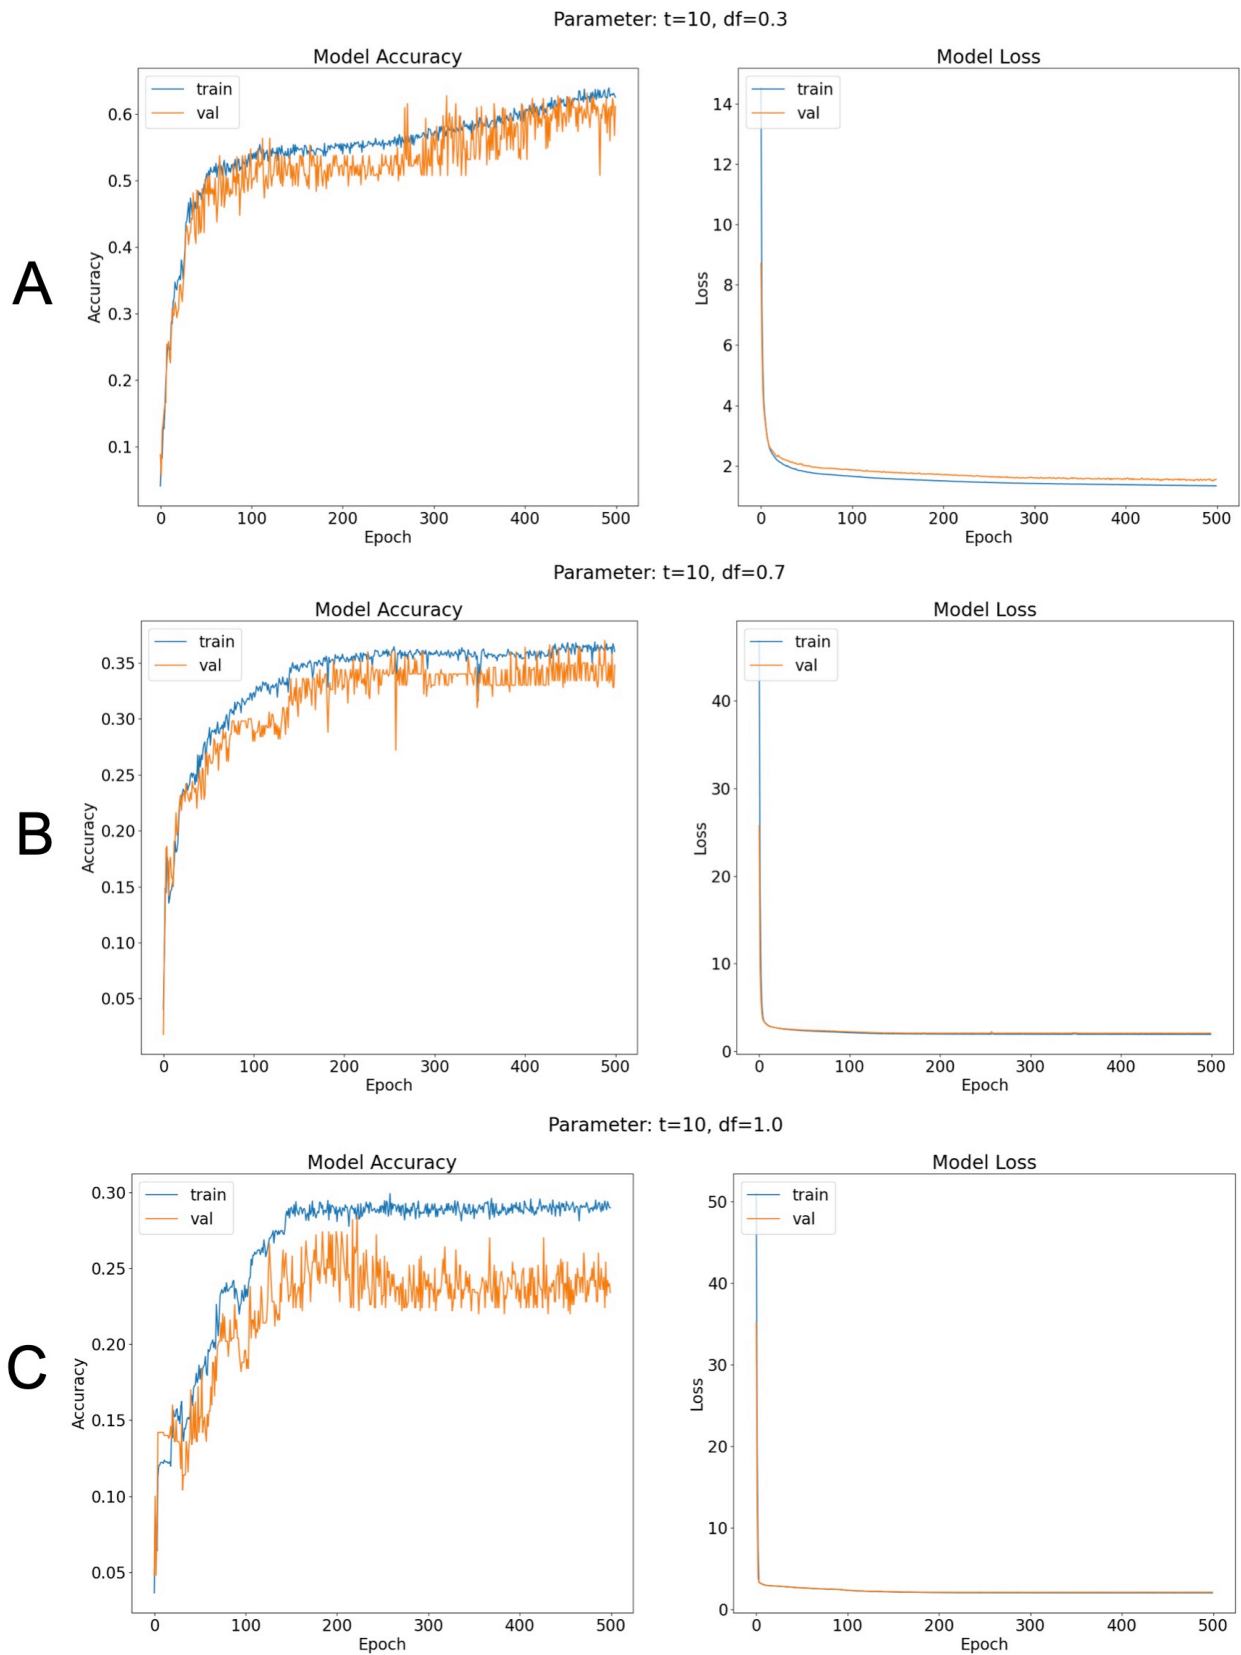 Parameter: t=10, df=0.3
A
Model Accuracy
train
val
0.6
0.5
0.4
0.3
0.2
0.1
Accuracy
0 100 200 300 400 500
Epoch
Model Loss
train
val
14
12
10
8
6
4
2
Loss
0 100 200 300 400 500
Epoch
Parameter: t=10, df=0.7
B
Model Accuracy
train
val
0.35
0.30
0.25
0.20
0.15
0.10
0.05
Accuracy
0 100 200 300 400 500
Epoch
Model Loss
train
val
40
30
20
10
0
Loss
0 100 200 300 400 500
Epoch
Parameter: t=10, df=1.0
C
Model Accuracy
train
val
0.30
0.25
0.20
0.15
0.10
0.05
Accuracy
0 100 200 300 400 500
Epoch
Model Loss
train
val
50
40
30
20
10
0
Loss
0 100 200 300 400 500
Epoch